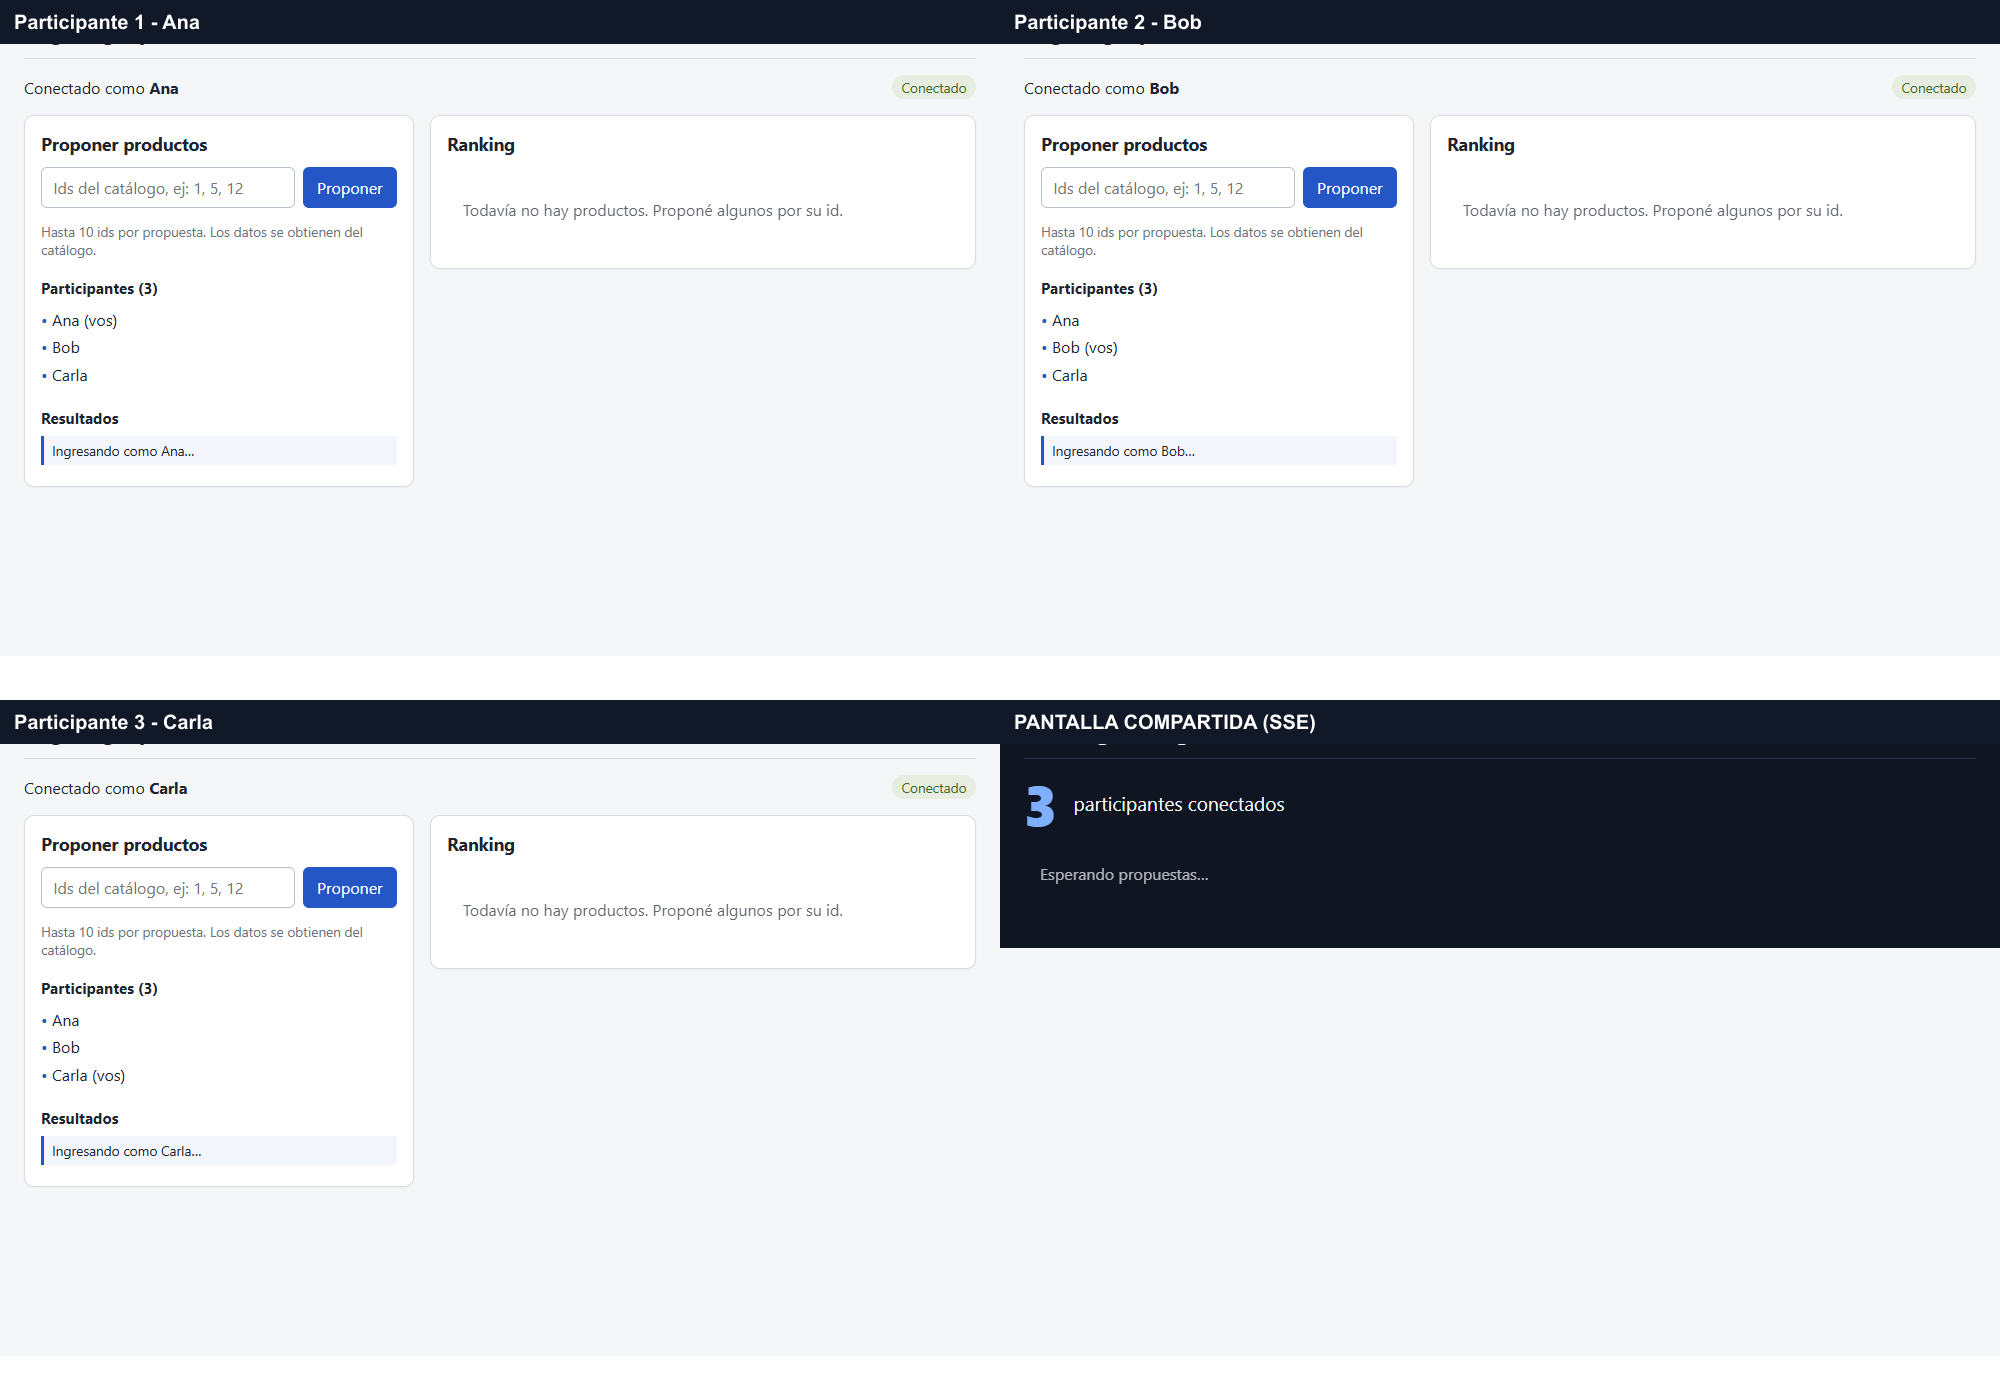 Participante 1 - Ana
Conectado como Ana
Conectado
Proponer productos
Ids del catálogo, ej: 1, 5, 12
Proponer
Hasta 10 ids por propuesta. Los datos se obtienen del
catálogo.
Participantes (3)
• Ana (vos)
• Bob
• Carla
Resultados
Ingresando como Ana...
Ranking
Todavía no hay productos. Proponé algunos por su id.
Participante 2 - Bob
Conectado como Bob
Conectado
Proponer productos
Ids del catálogo, ej: 1, 5, 12
Proponer
Hasta 10 ids por propuesta. Los datos se obtienen del
catálogo.
Participantes (3)
• Ana
• Bob (vos)
• Carla
Resultados
Ingresando como Bob...
Ranking
Todavía no hay productos. Proponé algunos por su id.
Participante 3 - Carla
Conectado como Carla
Conectado
Proponer productos
Ids del catálogo, ej: 1, 5, 12
Proponer
Hasta 10 ids por propuesta. Los datos se obtienen del
catálogo.
Participantes (3)
• Ana
• Bob
• Carla (vos)
Resultados
Ingresando como Carla...
Ranking
Todavía no hay productos. Proponé algunos por su id.
PANTALLA COMPARTIDA (SSE)
3 participantes conectados
Esperando propuestas...